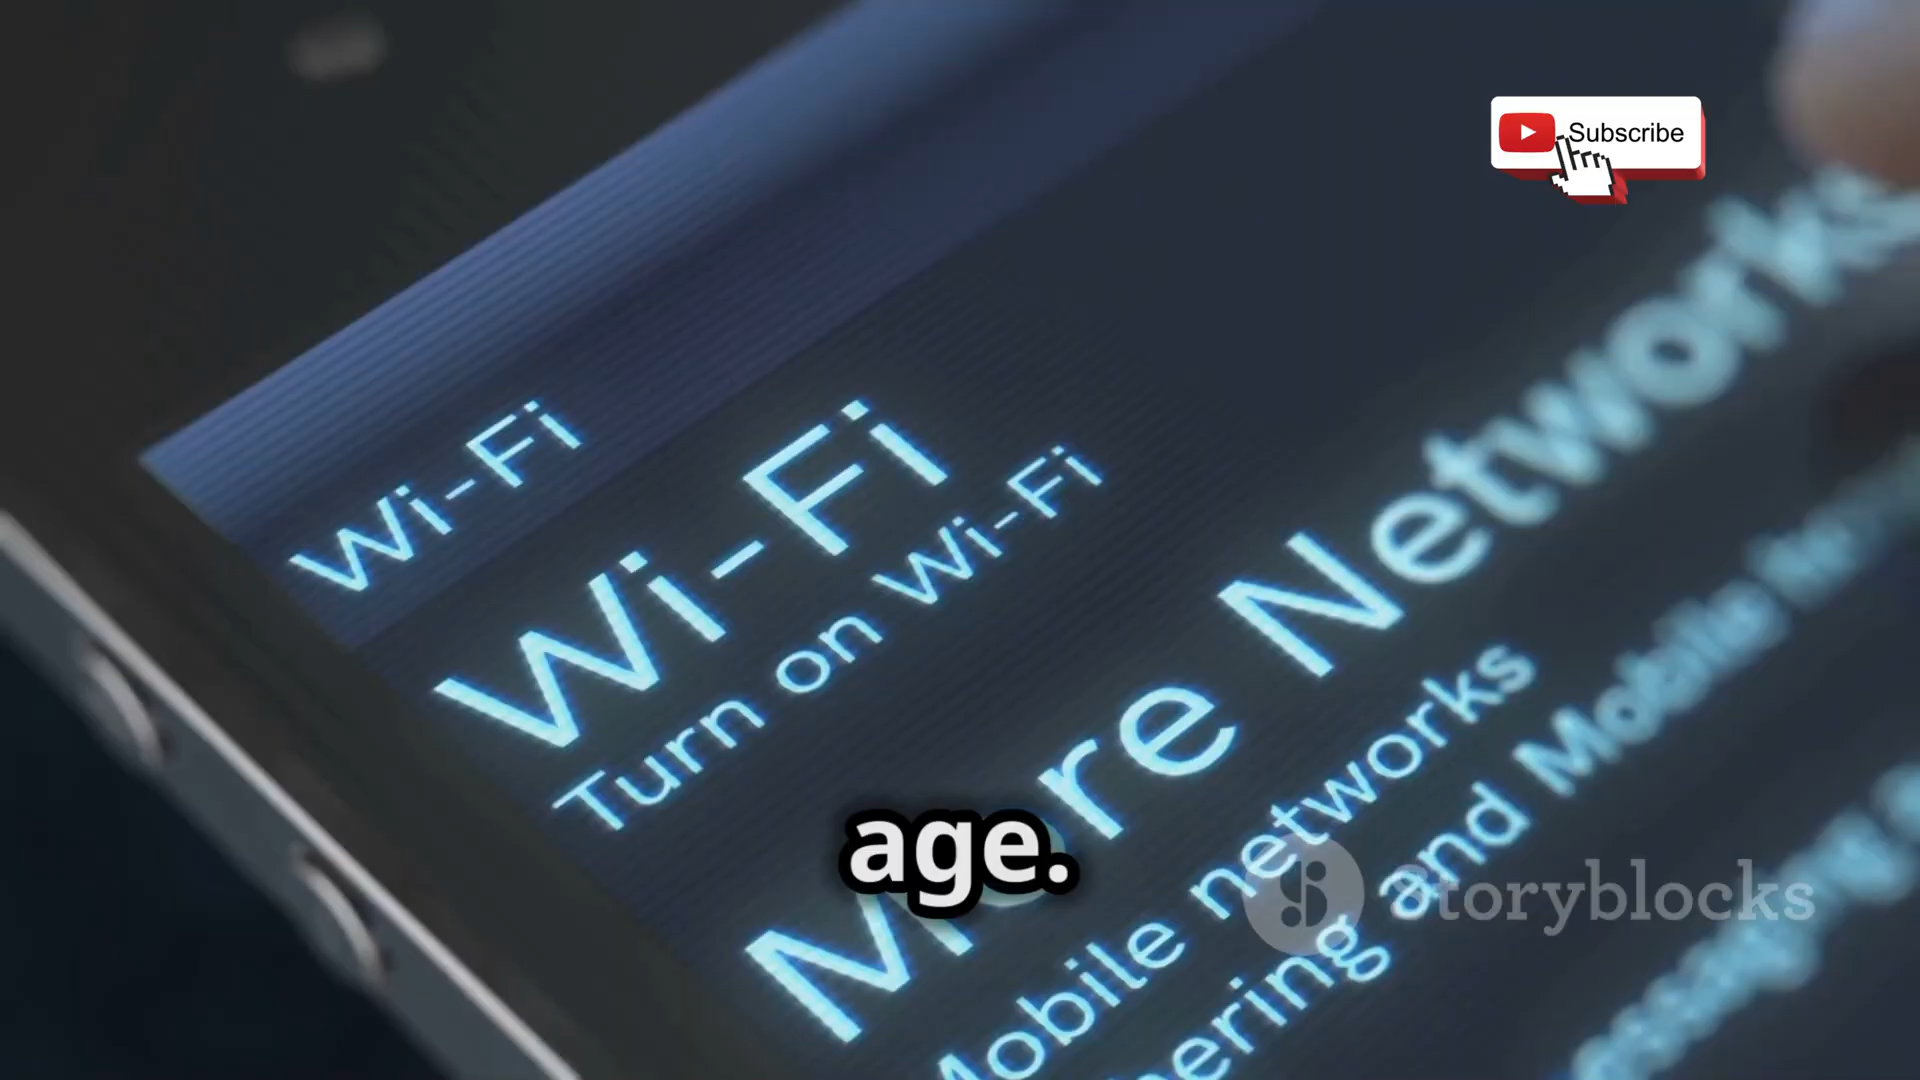 Subscribe
Wi-Fi
Wi-Fi
Turn on Wi-Fi
More Networks
Mobile networks
and Mobile
age.
Storyblocks